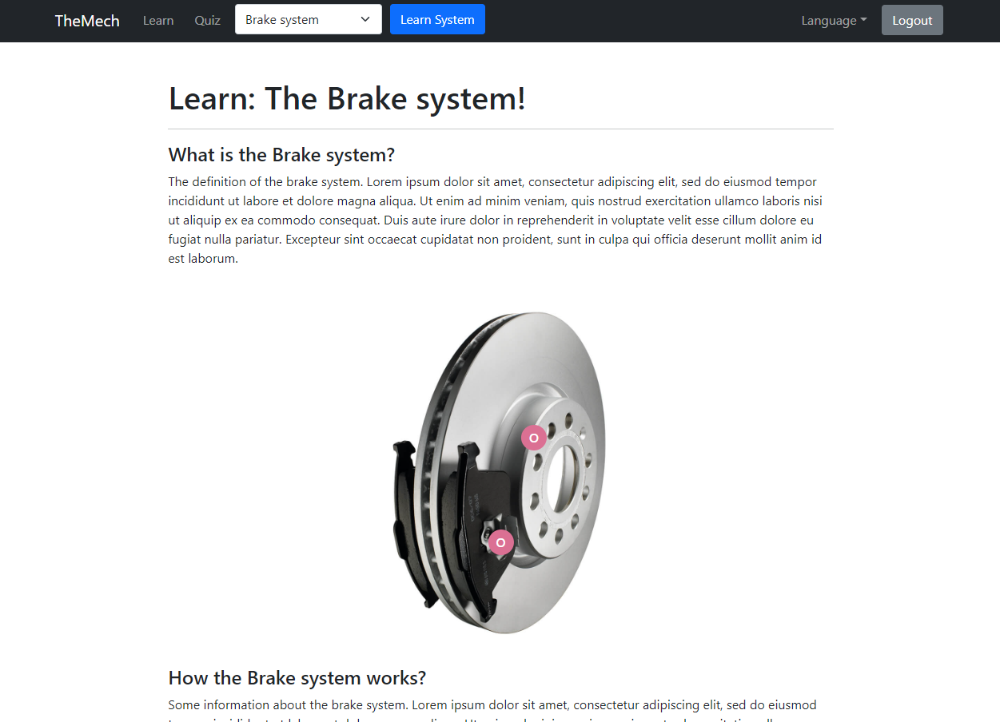 TheMech Learn Quiz Brake system Learn System Language Logout
Learn: The Brake system!
What is the Brake system?
The definition of the brake system. Lorem ipsum dolor sit amet, consectetur adipiscing elit, sed do eiusmod tempor
incididunt ut labore et dolore magna aliqua. Ut enim ad minim veniam, quis nostrud exercitation ullamco laboris nisi
ut aliquip ex ea commodo consequat. Duis aute irure dolor in reprehenderit in voluptate velit esse cillum dolore eu
fugiat nulla pariatur. Excepteur sint occaecat cupidatat non proident, sunt in culpa qui officia deserunt mollit anim id
est laborum.
O
O
How the Brake system works?
Some information about the brake system. Lorem ipsum dolor sit amet, consectetur adipiscing elit, sed do eiusmod